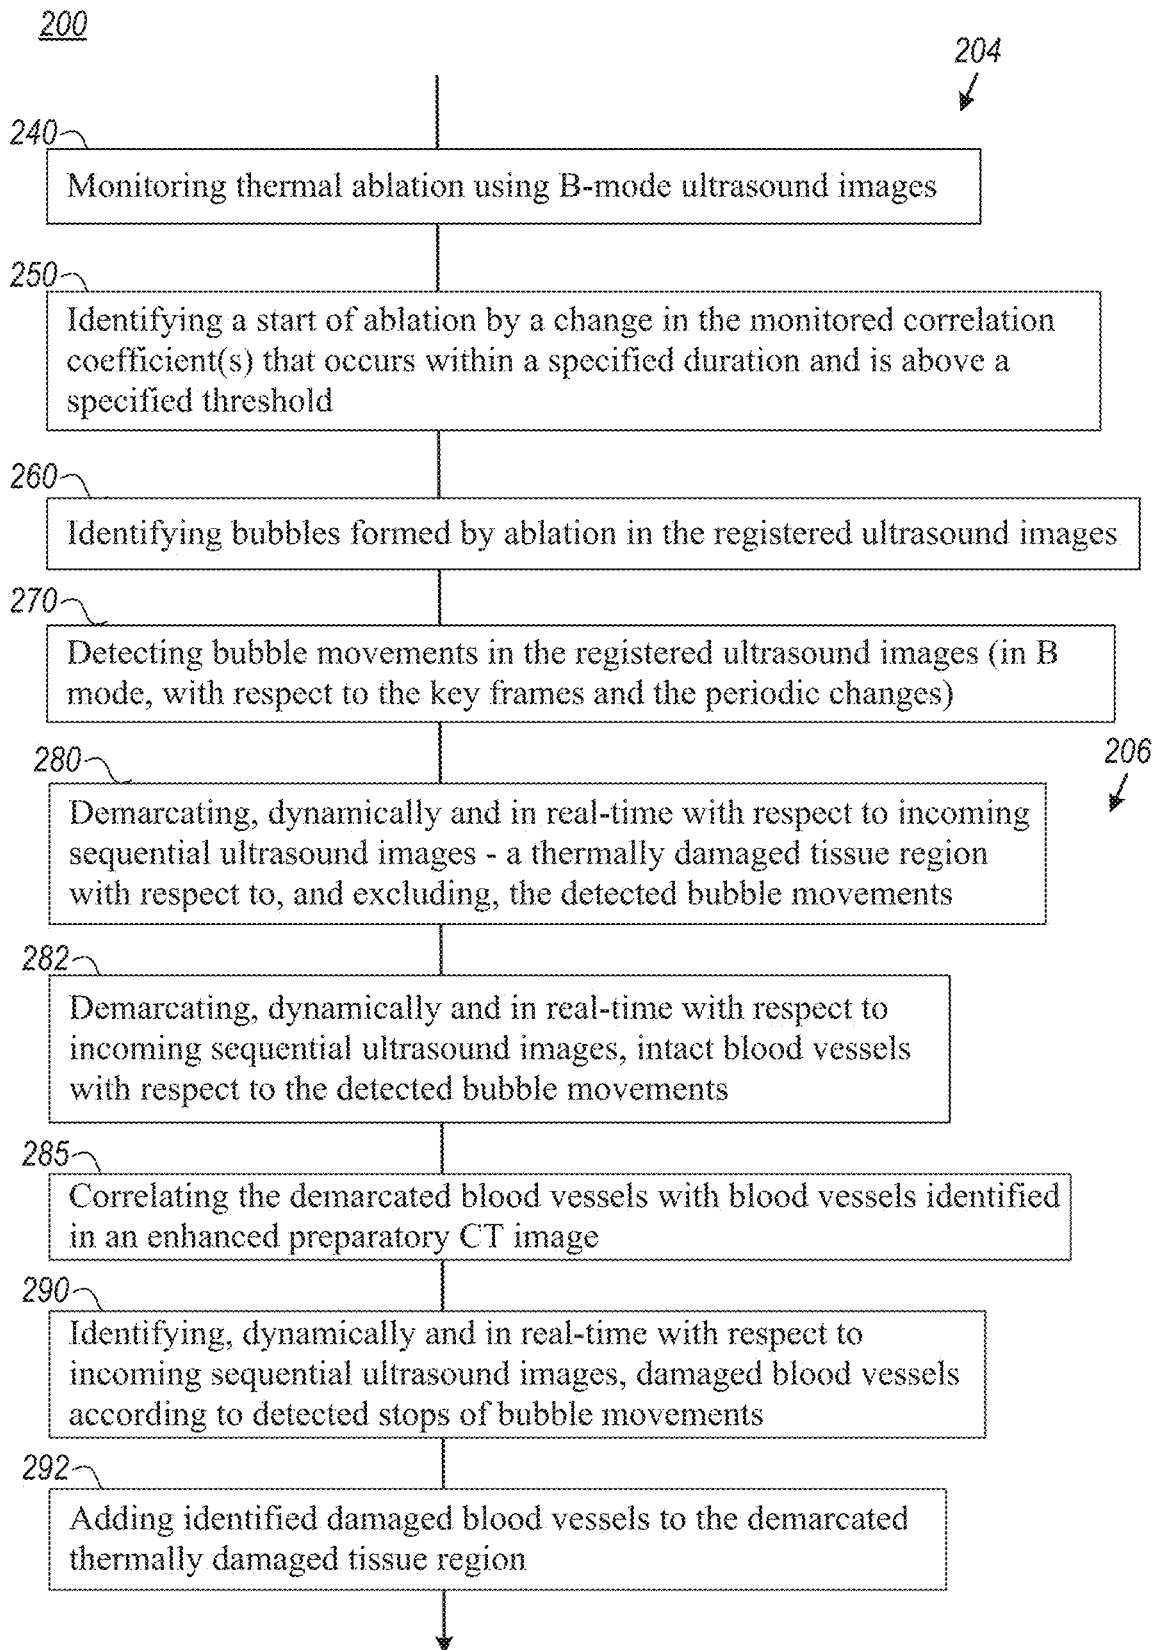 200
204
240
Monitoring thermal ablation using B-mode ultrasound images
250
Identifying a start of ablation by a change in the monitored correlation
coefficient(s) that occurs within a specified duration and is above a
specified threshold
260
Identifying bubbles formed by ablation in the registered ultrasound images
270
Detecting bubble movements in the registered ultrasound images (in B
mode, with respect to the key frames and the periodic changes)
206
280
Demarcating, dynamically and in real-time with respect to incoming
sequential ultrasound images - a thermally damaged tissue region
with respect to, and excluding, the detected bubble movements
282
Demarcating, dynamically and in real-time with respect to
incoming sequential ultrasound images, intact blood vessels
with respect to the detected bubble movements
285
Correlating the demarcated blood vessels with blood vessels identified
in an enhanced preparatory CT image
290
Identifying, dynamically and in real-time with respect to
incoming sequential ultrasound images, damaged blood vessels
according to detected stops of bubble movements
292
Adding identified damaged blood vessels to the demarcated
thermally damaged tissue region